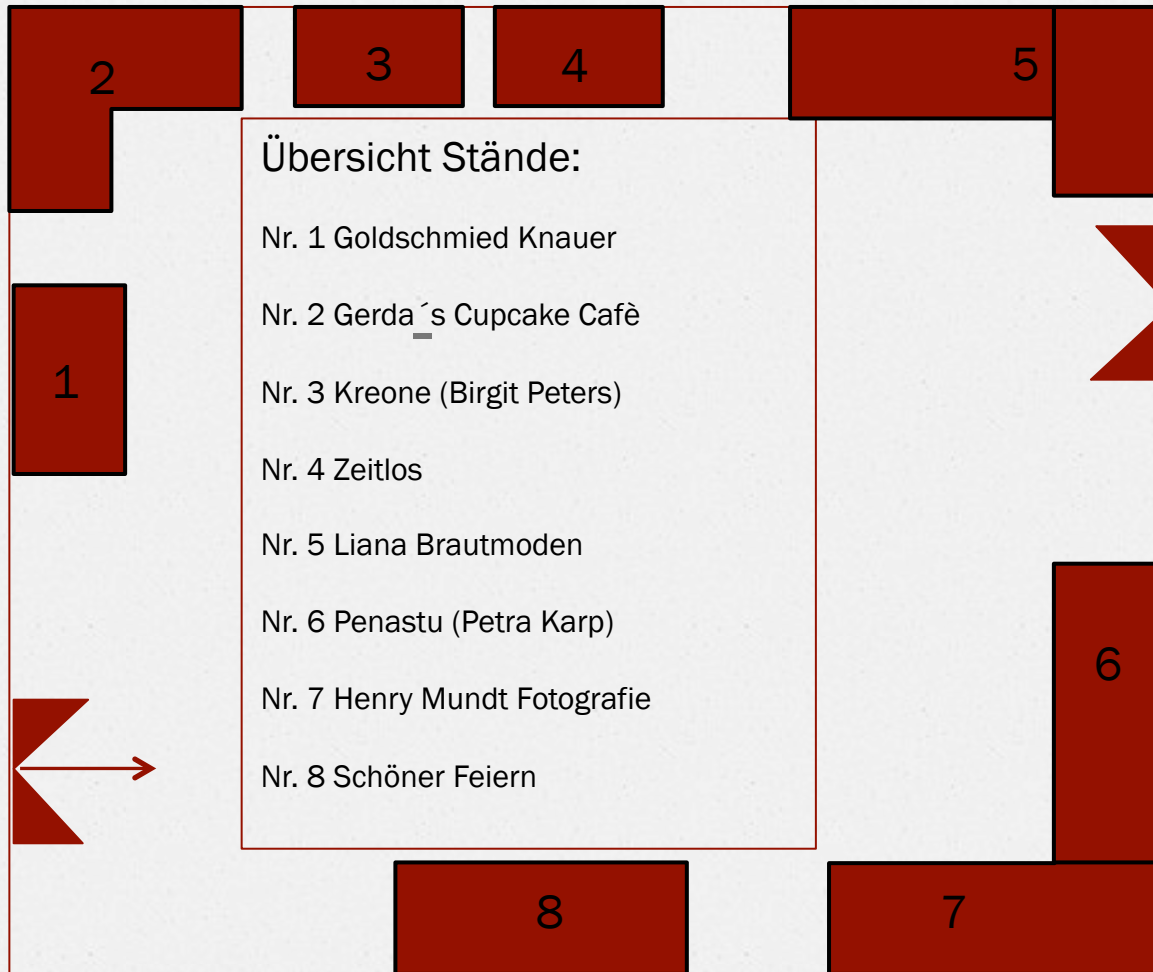 2
3
4
5
Übersicht Stände:
Nr. 1 Goldschmied Knauer
Nr. 2 Gerda ´s Cupcake Cafè
Nr. 3 Kreone (Birgit Peters)
1
Nr. 4 Zeitlos
Nr. 5 Liana Brautmoden
Nr. 6 Penastu (Petra Karp)
6
Nr. 7 Henry Mundt Fotografie
Nr. 8 Schöner Feiern
8
7